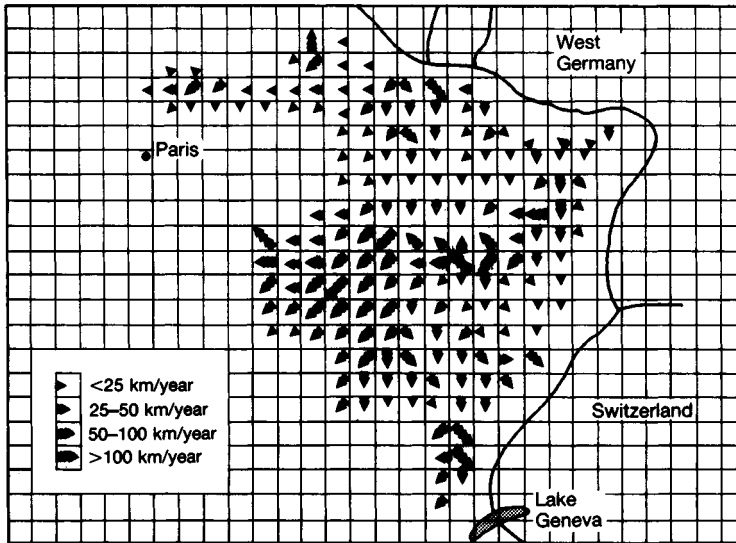 West
Germany
Paris
<25 km/year
25–50 km/year
50–100 km/year
>100 km/year
Switzerland
Lake
Geneva